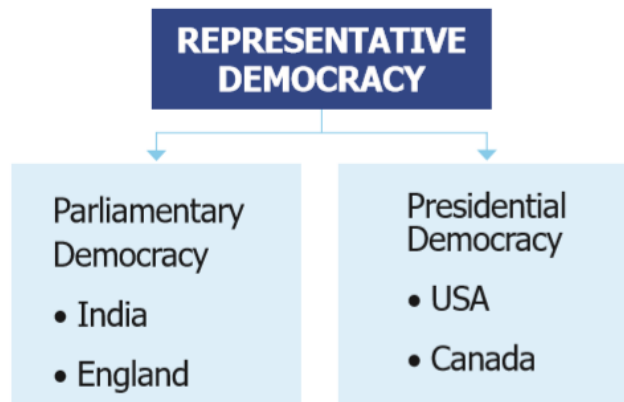 REPRESENTATIVE
DEMOCRACY
Parliamentary
Democracy
• India
• England
Presidential
Democracy
• USA
• Canada